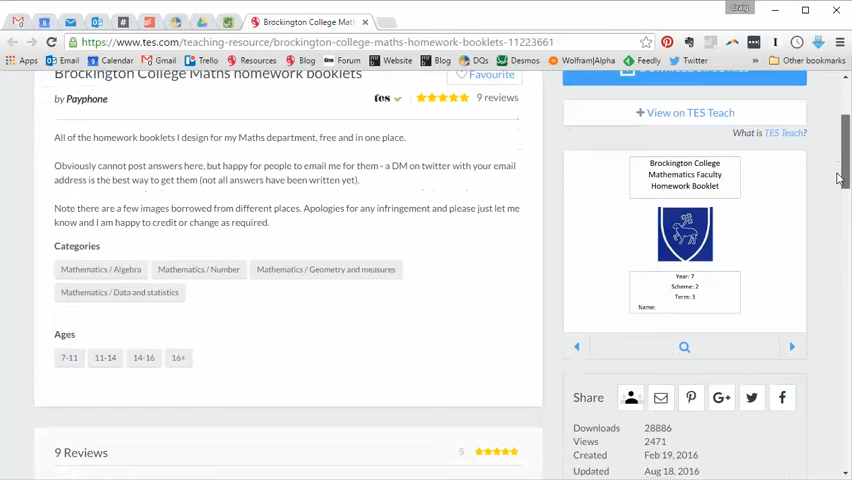 Craig
Brockington College Mat
https://www.tes.com/teaching-resource/brockington-college-maths-homework-booklets-11223661
Apps Outlook Calendar Gmail Resources Blog Forum Website Blog DQs Desmos Wolfram|Alpha Feedly Twitter Other bookmarks
Brockington College Maths homework booklets
Favourite
by Payphone
tes
9 reviews
All of the homework booklets I design for my Maths department, free and in one place.
Obviously cannot post answers here, but happy for people to email me for them - a DM on twitter with your email
address is the best way to get them (not all answers have been written yet).
Note there are a few images borrowed from different places. Apologies for any infringement and please just let me
know and I am happy to credit or change as required.
Categories
Mathematics / Algebra
Mathematics / Number
Mathematics / Geometry and measures
Mathematics / Data and statistics
Ages
7-11
11-14
14-16
16+
9 Reviews
5
+ View on TES Teach
What is TES Teach?
Brockington College
Mathematics Faculty
Homework Booklet
Year: 7
Scheme: 2
Term: 3
Name:
Share
G+
Downloads 28886
Views 2471
Created Feb 19, 2016
Updated Aug 18, 2016